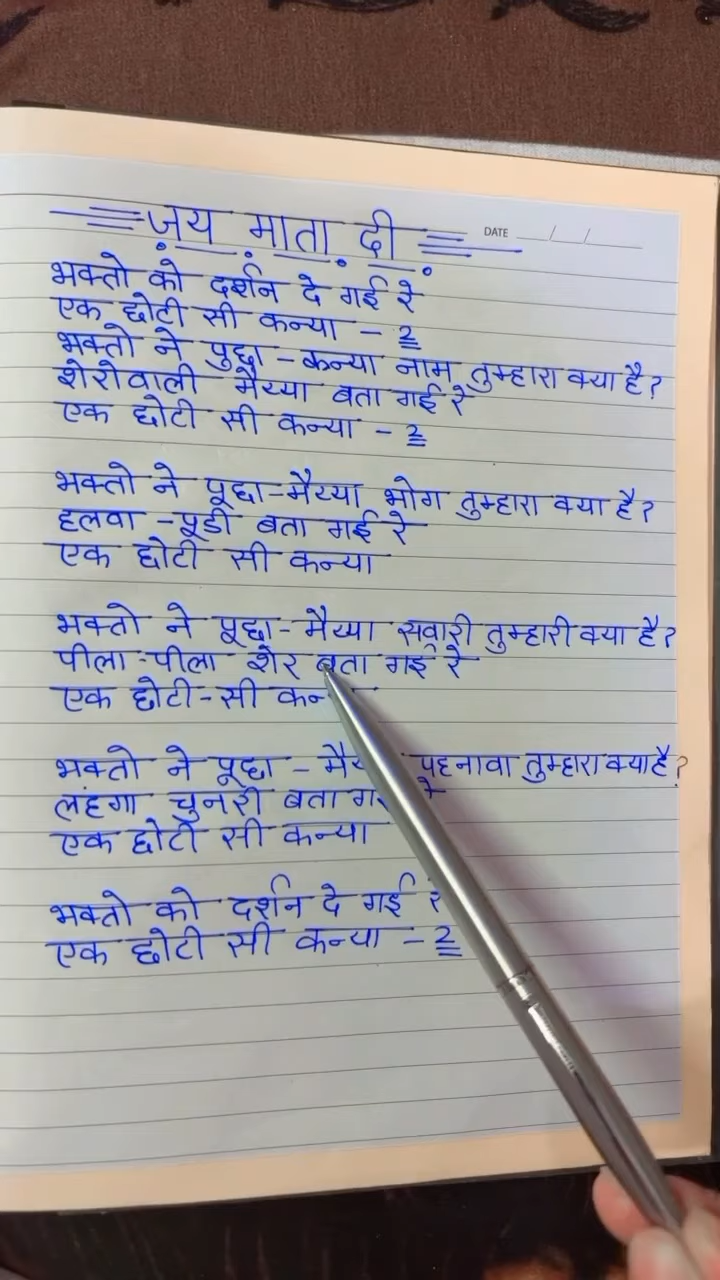 जय माता दी
DATE / /
भक्तो को दर्शन दे गई रे
एक छोटी सी कन्या - 2
भक्तो ने पुछा - कन्या नाम तुम्हारा क्या है?
शेरोवाली मैय्या बता गई रे
एक छोटी सी कन्या - 2
भक्तो ने पूछा - मैय्या भोग तुम्हारा क्या है?
हलवा - पूडी बता गई रे
एक छोटी सी कन्या
भक्तो ने पूछा - मैय्या सवारी तुम्हारी क्या है?
पीला - पीला शेर बता गई रे
एक छोटी - सी
भक्तो ने पूछा - पहनावा तुम्हारा क्या है?
लहंगा चुनरी बता
एक छोटी सी कन्या
भक्तो को दर्शन दे गई रे
एक छोटी सी कन्या - 2